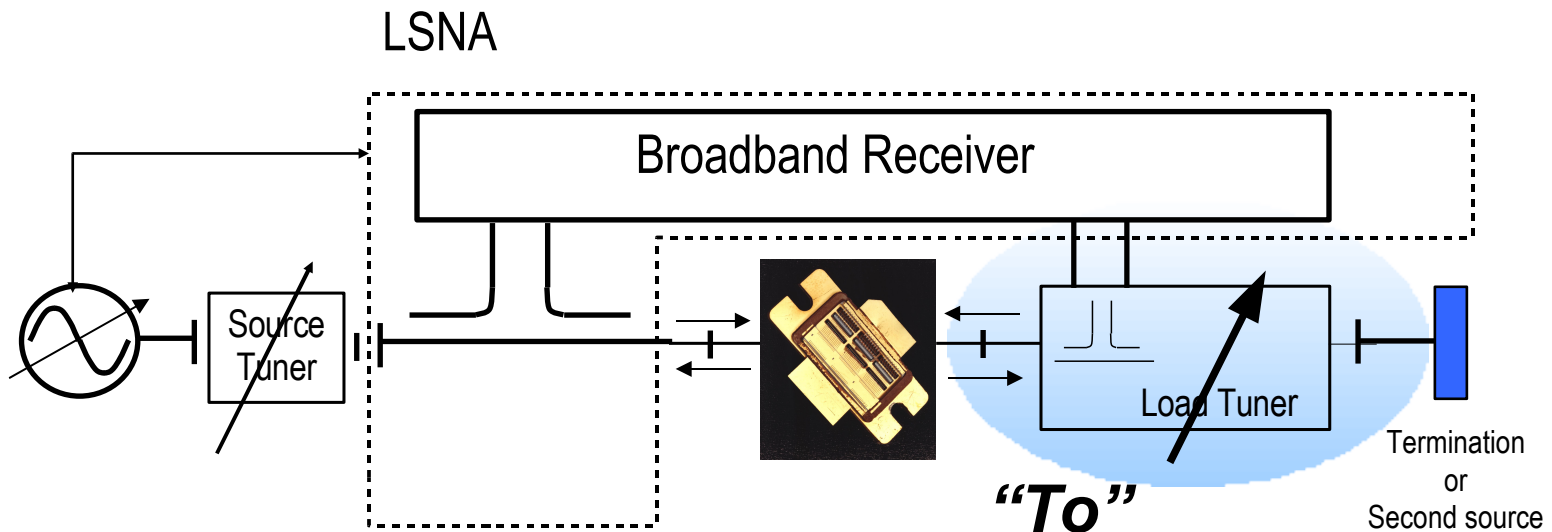 LSNA
Broadband Receiver
Source
Tuner
Load Tuner
Termination
or
Second source
“To”